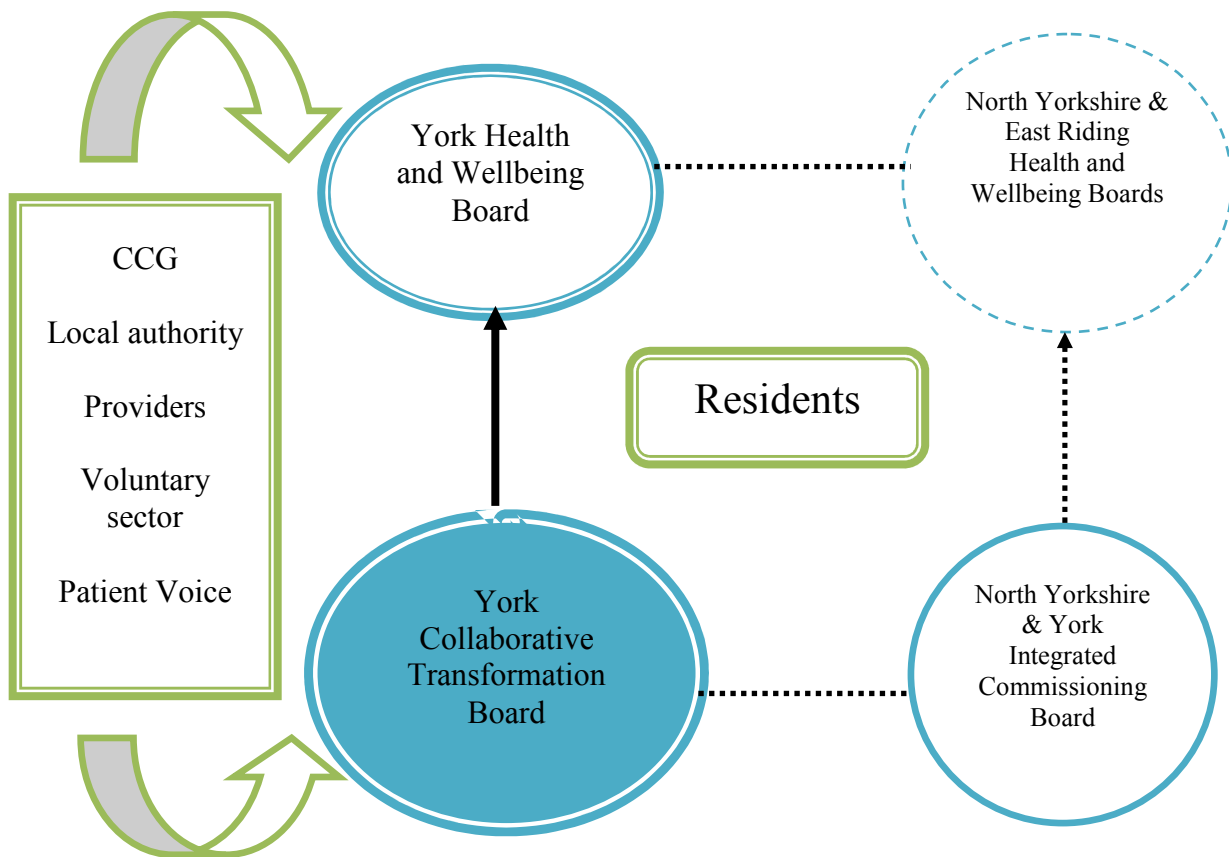 York Health
and Wellbeing
Board
North Yorkshire &
East Riding
Health and
Wellbeing Boards
CCG
Local authority
Providers
Voluntary
sector
Patient Voice
Residents
York
Collaborative
Transformation
Board
North Yorkshire
& York
Integrated
Commissioning
Board